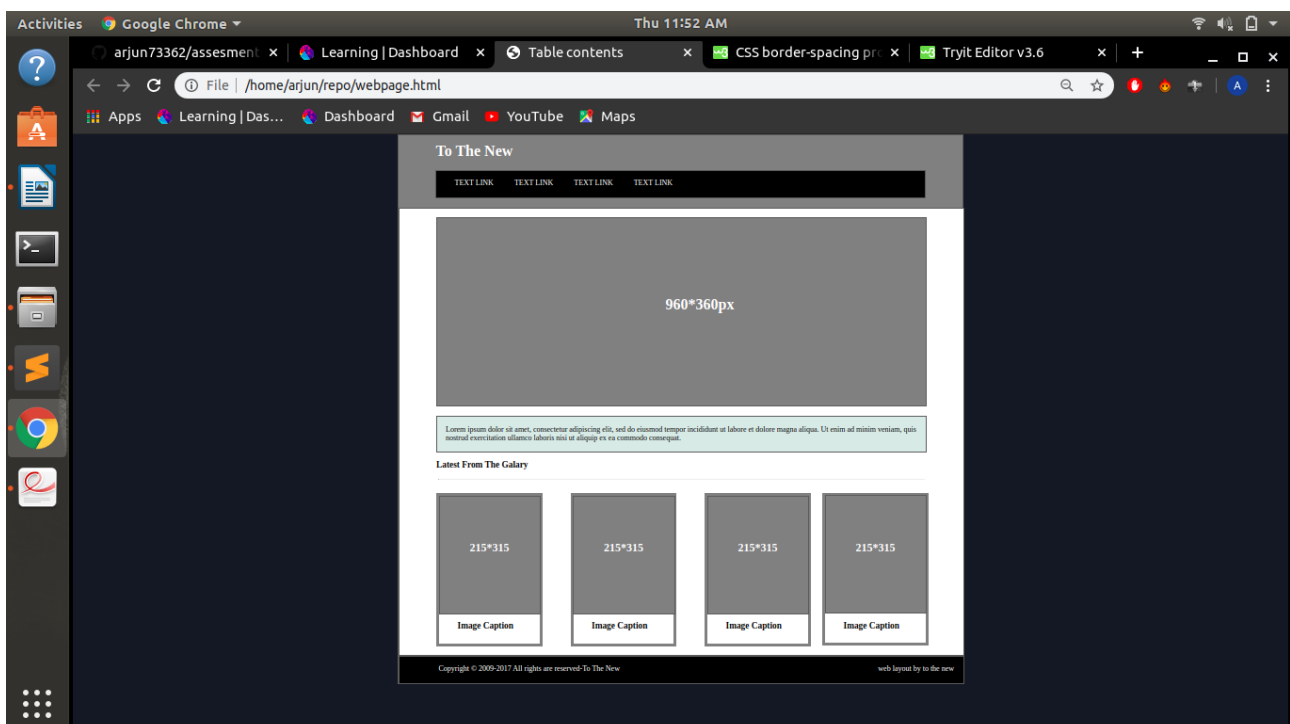 Activities Google Chrome Thu 11:52 AM
arjun73362/assesment Learning | Dashboard Table contents CSS border-spacing pro Tryit Editor v3.6
File /home/arjun/repo/webpage.html A
Apps Learning | Das... Dashboard Gmail YouTube Maps
To The New
TEXT LINK TEXT LINK TEXT LINK TEXT LINK
960*360px
Lorem ipsum dolor sit amet, consectetur adipiscing elit, sed do eiusmod tempor incididunt ut labore et dolore magna aliqua. Ut enim ad minim veniam, quis
nostrud exercitation ullamco laboris nisi ut aliquip ex ea commodo consequat.
Latest From The Galary
215*315 215*315 215*315 215*315
Image Caption Image Caption Image Caption Image Caption
Copyright © 2009-2017 All rights are reserved-To The New web layout by to the new